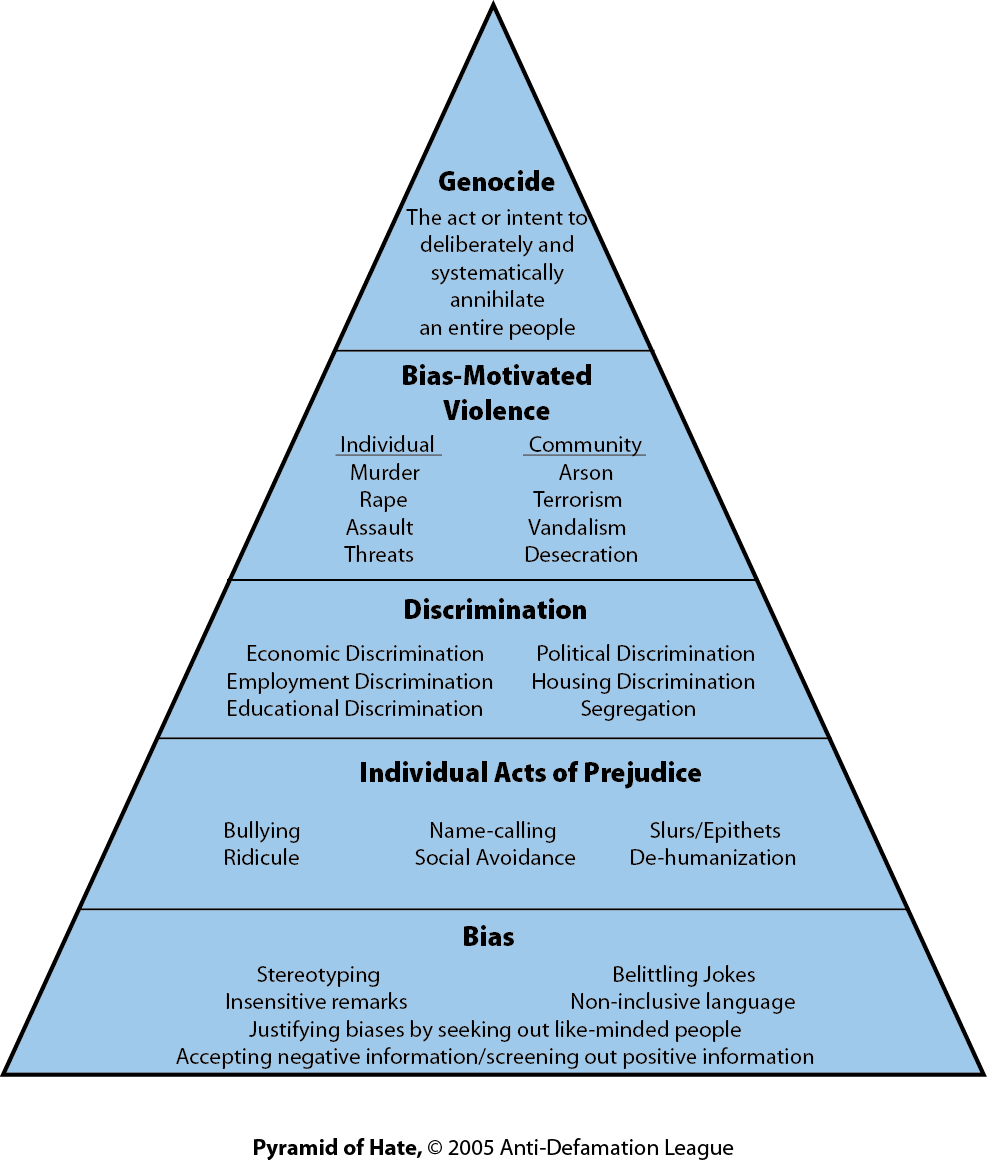 Genocide
The act or intent to
deliberately and
systematically
annihilate
an entire people
Bias-Motivated
Violence
Individual Community
Murder Arson
Rape Terrorism
Assault Vandalism
Threats Desecration
Discrimination
Economic Discrimination Political Discrimination
Employment Discrimination Housing Discrimination
Educational Discrimination Segregation
Individual Acts of Prejudice
Bullying Name-calling Slurs/Epithets
Ridicule Social Avoidance De-humanization
Bias
Stereotyping Belittling Jokes
Insensitive remarks Non-inclusive language
Justifying biases by seeking out like-minded people
Accepting negative information/screening out positive information
Pyramid of Hate, © 2005 Anti-Defamation League